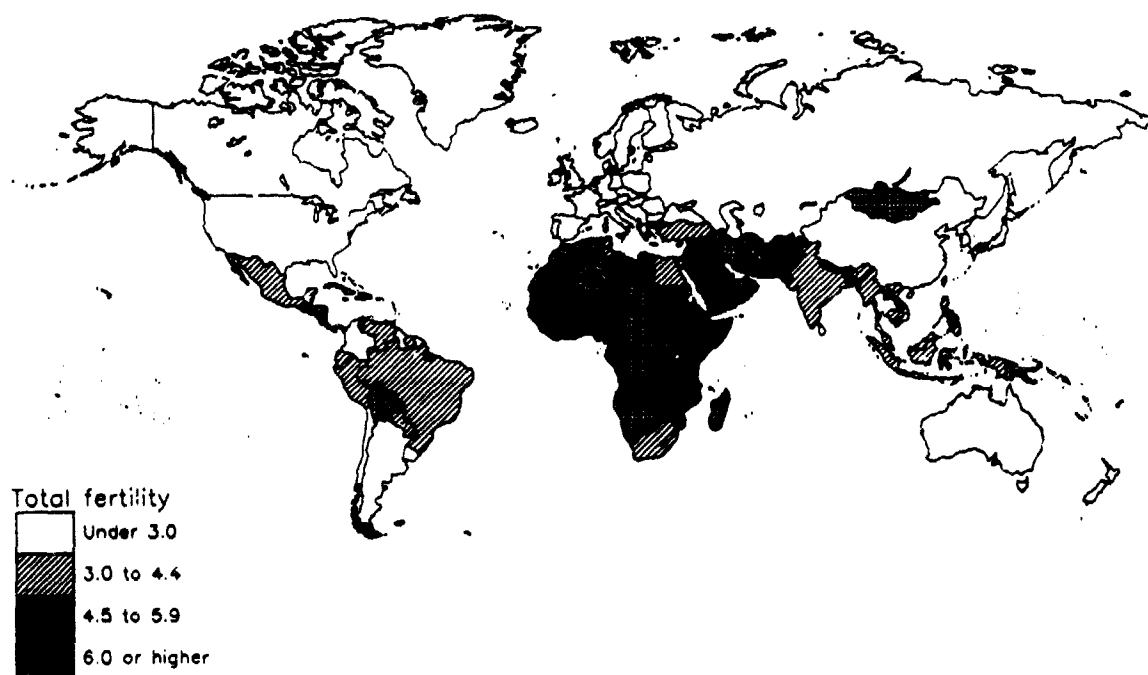 Total fertility
Under 3.0
3.0 to 4.4
4.5 to 5.9
6.0 or higher